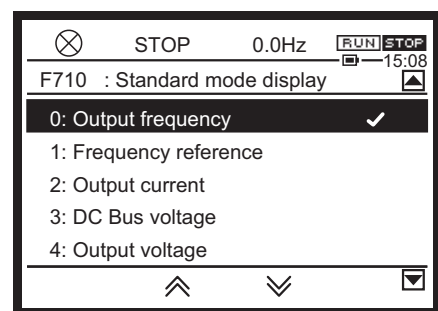 STOP 0.0Hz RUN STOP
15:08
F710 : Standard mode display
0: Output frequency
1: Frequency reference
2: Output current
3: DC Bus voltage
4: Output voltage